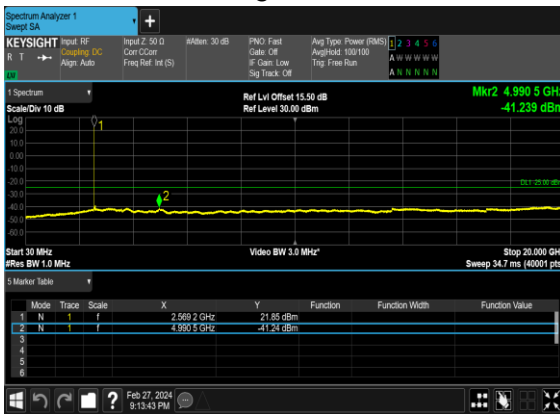 Spectrum Analyzer 1
Swept SA
KEYSIGHT
R T
LV
Input: RF
Coupling: DC
Align: Auto
Input Z: 50 Ω
Corr CCorr
Freq Ref: Int (S)
#Atten: 30 dB
PNO: Fast
Gate: Off
IF Gain: Low
Sig Track: Off
Avg Type: Power (RMS)
Avg|Hold: 100/100
Trig: Free Run
1 2 3 4 5 6
A W W W W W
A N N N N N
1 Spectrum
Scale/Div 10 dB
Ref Lvl Offset 15.50 dB
Ref Level 30.00 dBm
Mkr2 4.990 5 GHz
-41.239 dBm
Log
20.0
10.0
0.00
-10.0
-20.0
-30.0
-40.0
-50.0
-60.0
1
2
DL1 -25.00 dBm
Start 30 MHz
#Res BW 1.0 MHz
Video BW 3.0 MHz*
Stop 20.000 GHz
Sweep 34.7 ms (40001 pts)
5 Marker Table
Mode Trace Scale X Y Function Function Width Function Value
1 N 1 f 2.569 2 GHz 21.85 dBm
2 N 1 f 4.990 5 GHz -41.24 dBm
3
4
5
6
Feb 27, 2024
9:13:43 PM